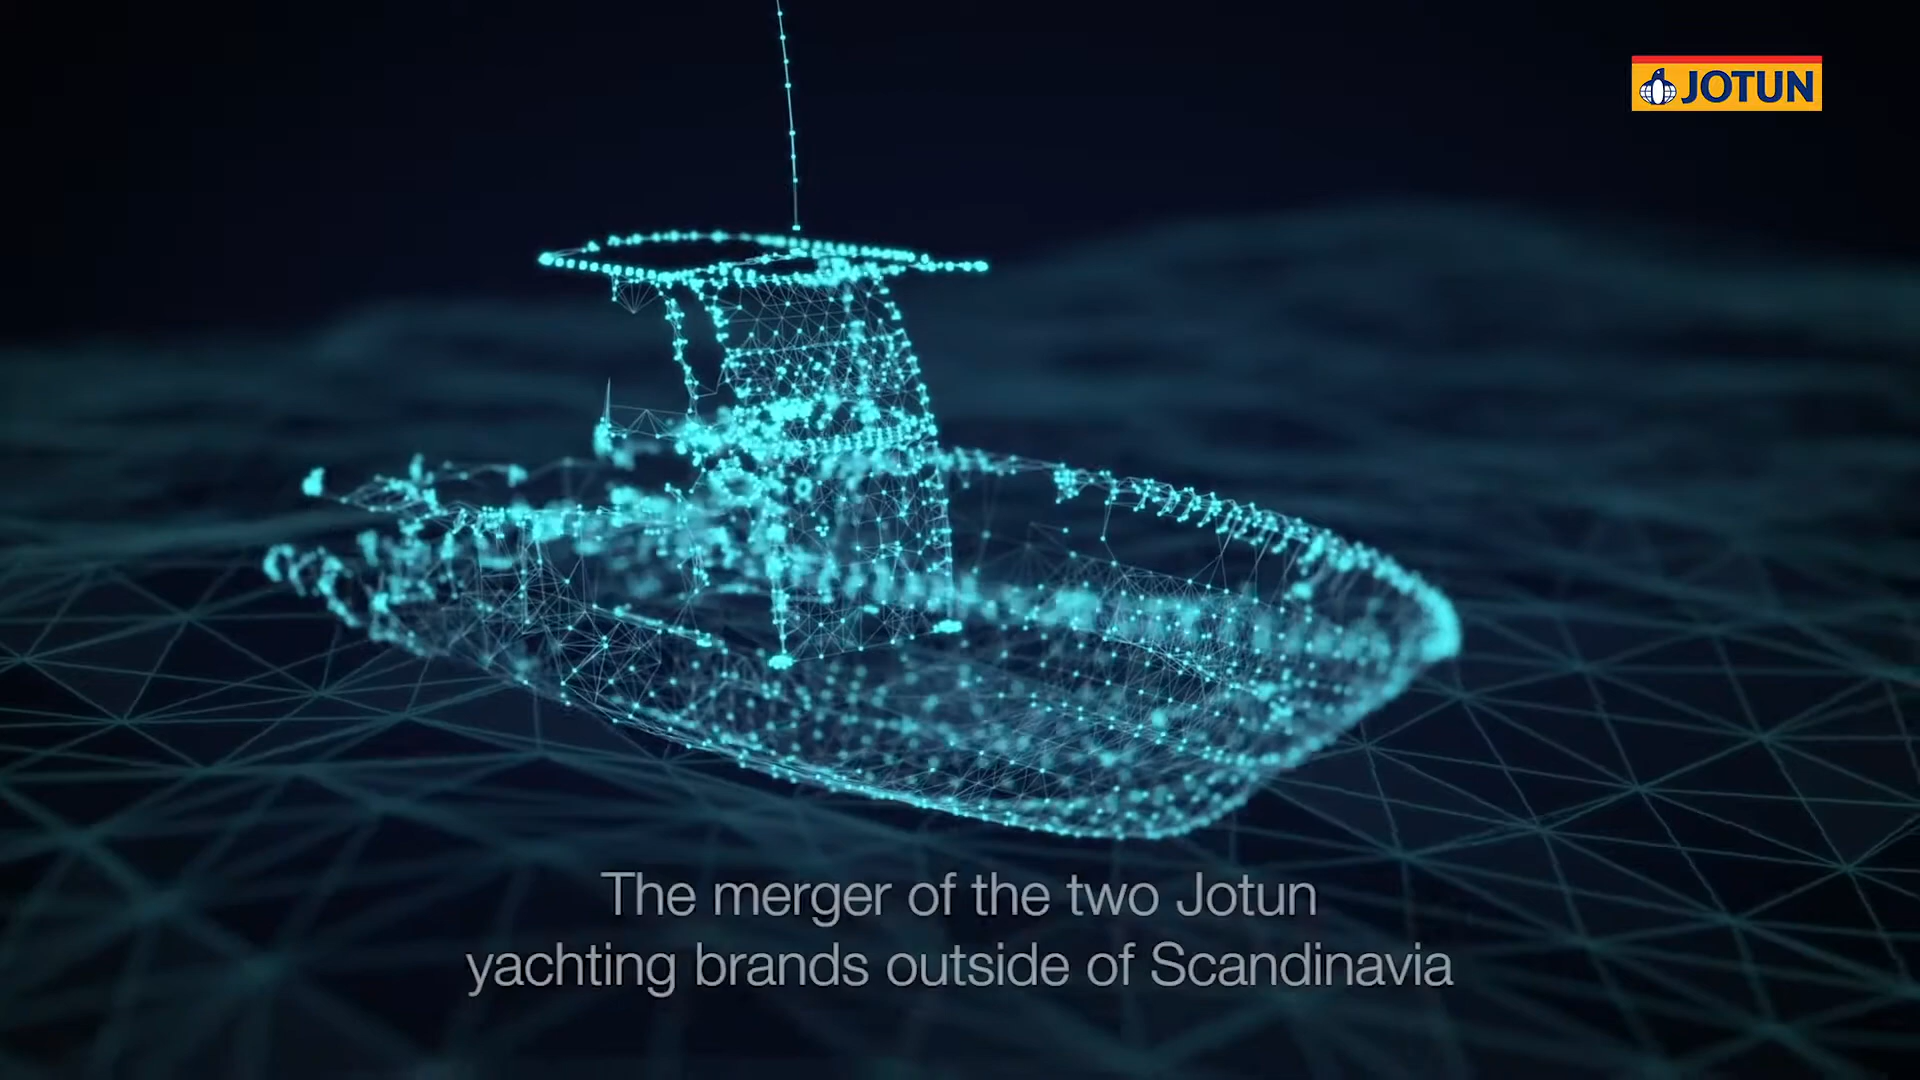 JOTUN
The merger of the two Jotun
yachting brands outside of Scandinavia